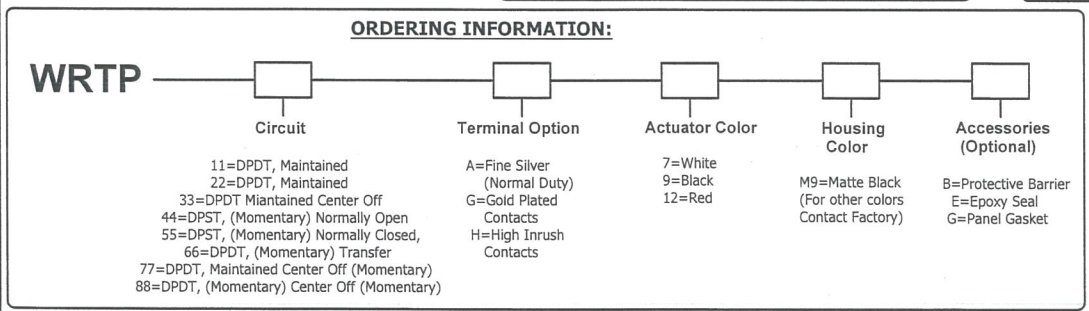 ORDERING INFORMATION:
WRTP
Circuit
11=DPDT, Maintained
22=DPDT, Maintained
33=DPDT Miantained Center Off
44=DPST, (Momentary) Normally Open
55=DPST, (Momentary) Normally Closed,
66=DPDT, (Momentary) Transfer
77=DPDT, Maintained Center Off (Momentary)
88=DPDT, (Momentary) Center Off (Momentary)
Terminal Option
A=Fine Silver
(Normal Duty)
G=Gold Plated
Contacts
H=High Inrush
Contacts
Actuator Color
7=White
9=Black
12=Red
Housing
Color
M9=Matte Black
(For other colors
Contact Factory)
Accessories
(Optional)
B=Protective Barrier
E=Epoxy Seal
G=Panel Gasket